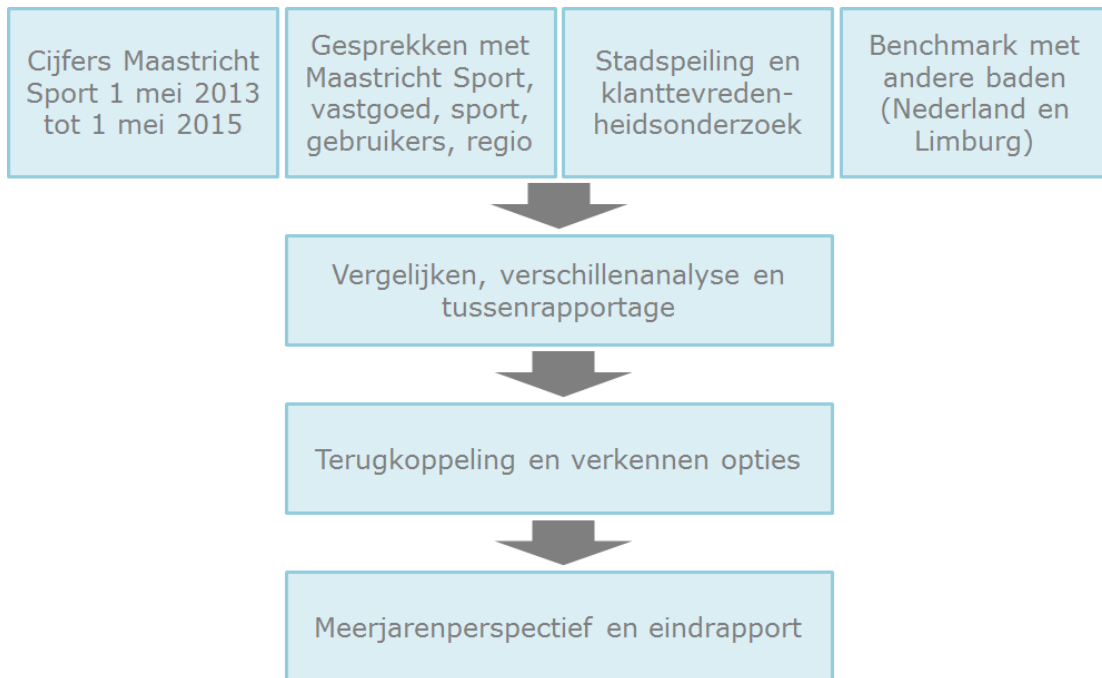 Cijfers Maastricht
Sport 1 mei 2013
tot 1 mei 2015
Gesprekken met
Maastricht Sport,
vastgoed, sport,
gebruikers, regio
Stadspeiling en
klanttevreden-
heidsonderzoek
Benchmark met
andere baden
(Nederland en
Limburg)
Vergelijken, verschillenanalyse en
tussenrapportage
Terugkoppeling en verkennen opties
Meerjarenperspectief en eindrapport